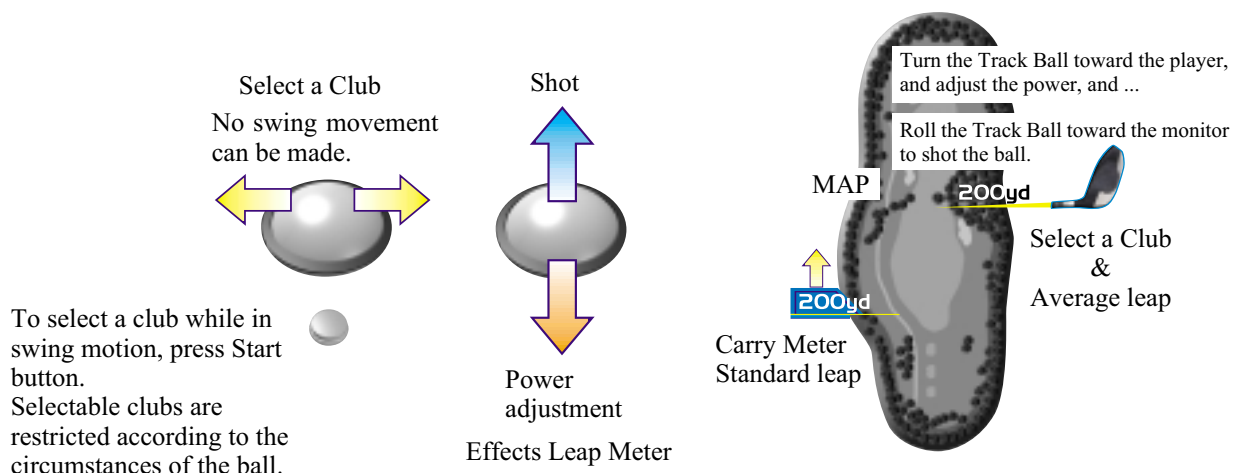 Select a Club
No swing movement
can be made.
To select a club while in
swing motion, press Start
button.
Selectable clubs are
restricted according to the
circumstances of the ball.
Shot
Power
adjustment
Effects Leap Meter
Turn the Track Ball toward the player,
and adjust the power, and ...
Roll the Track Ball toward the monitor
to shot the ball.
MAP
200yd
Select a Club
&
Average leap
200yd
Carry Meter
Standard leap